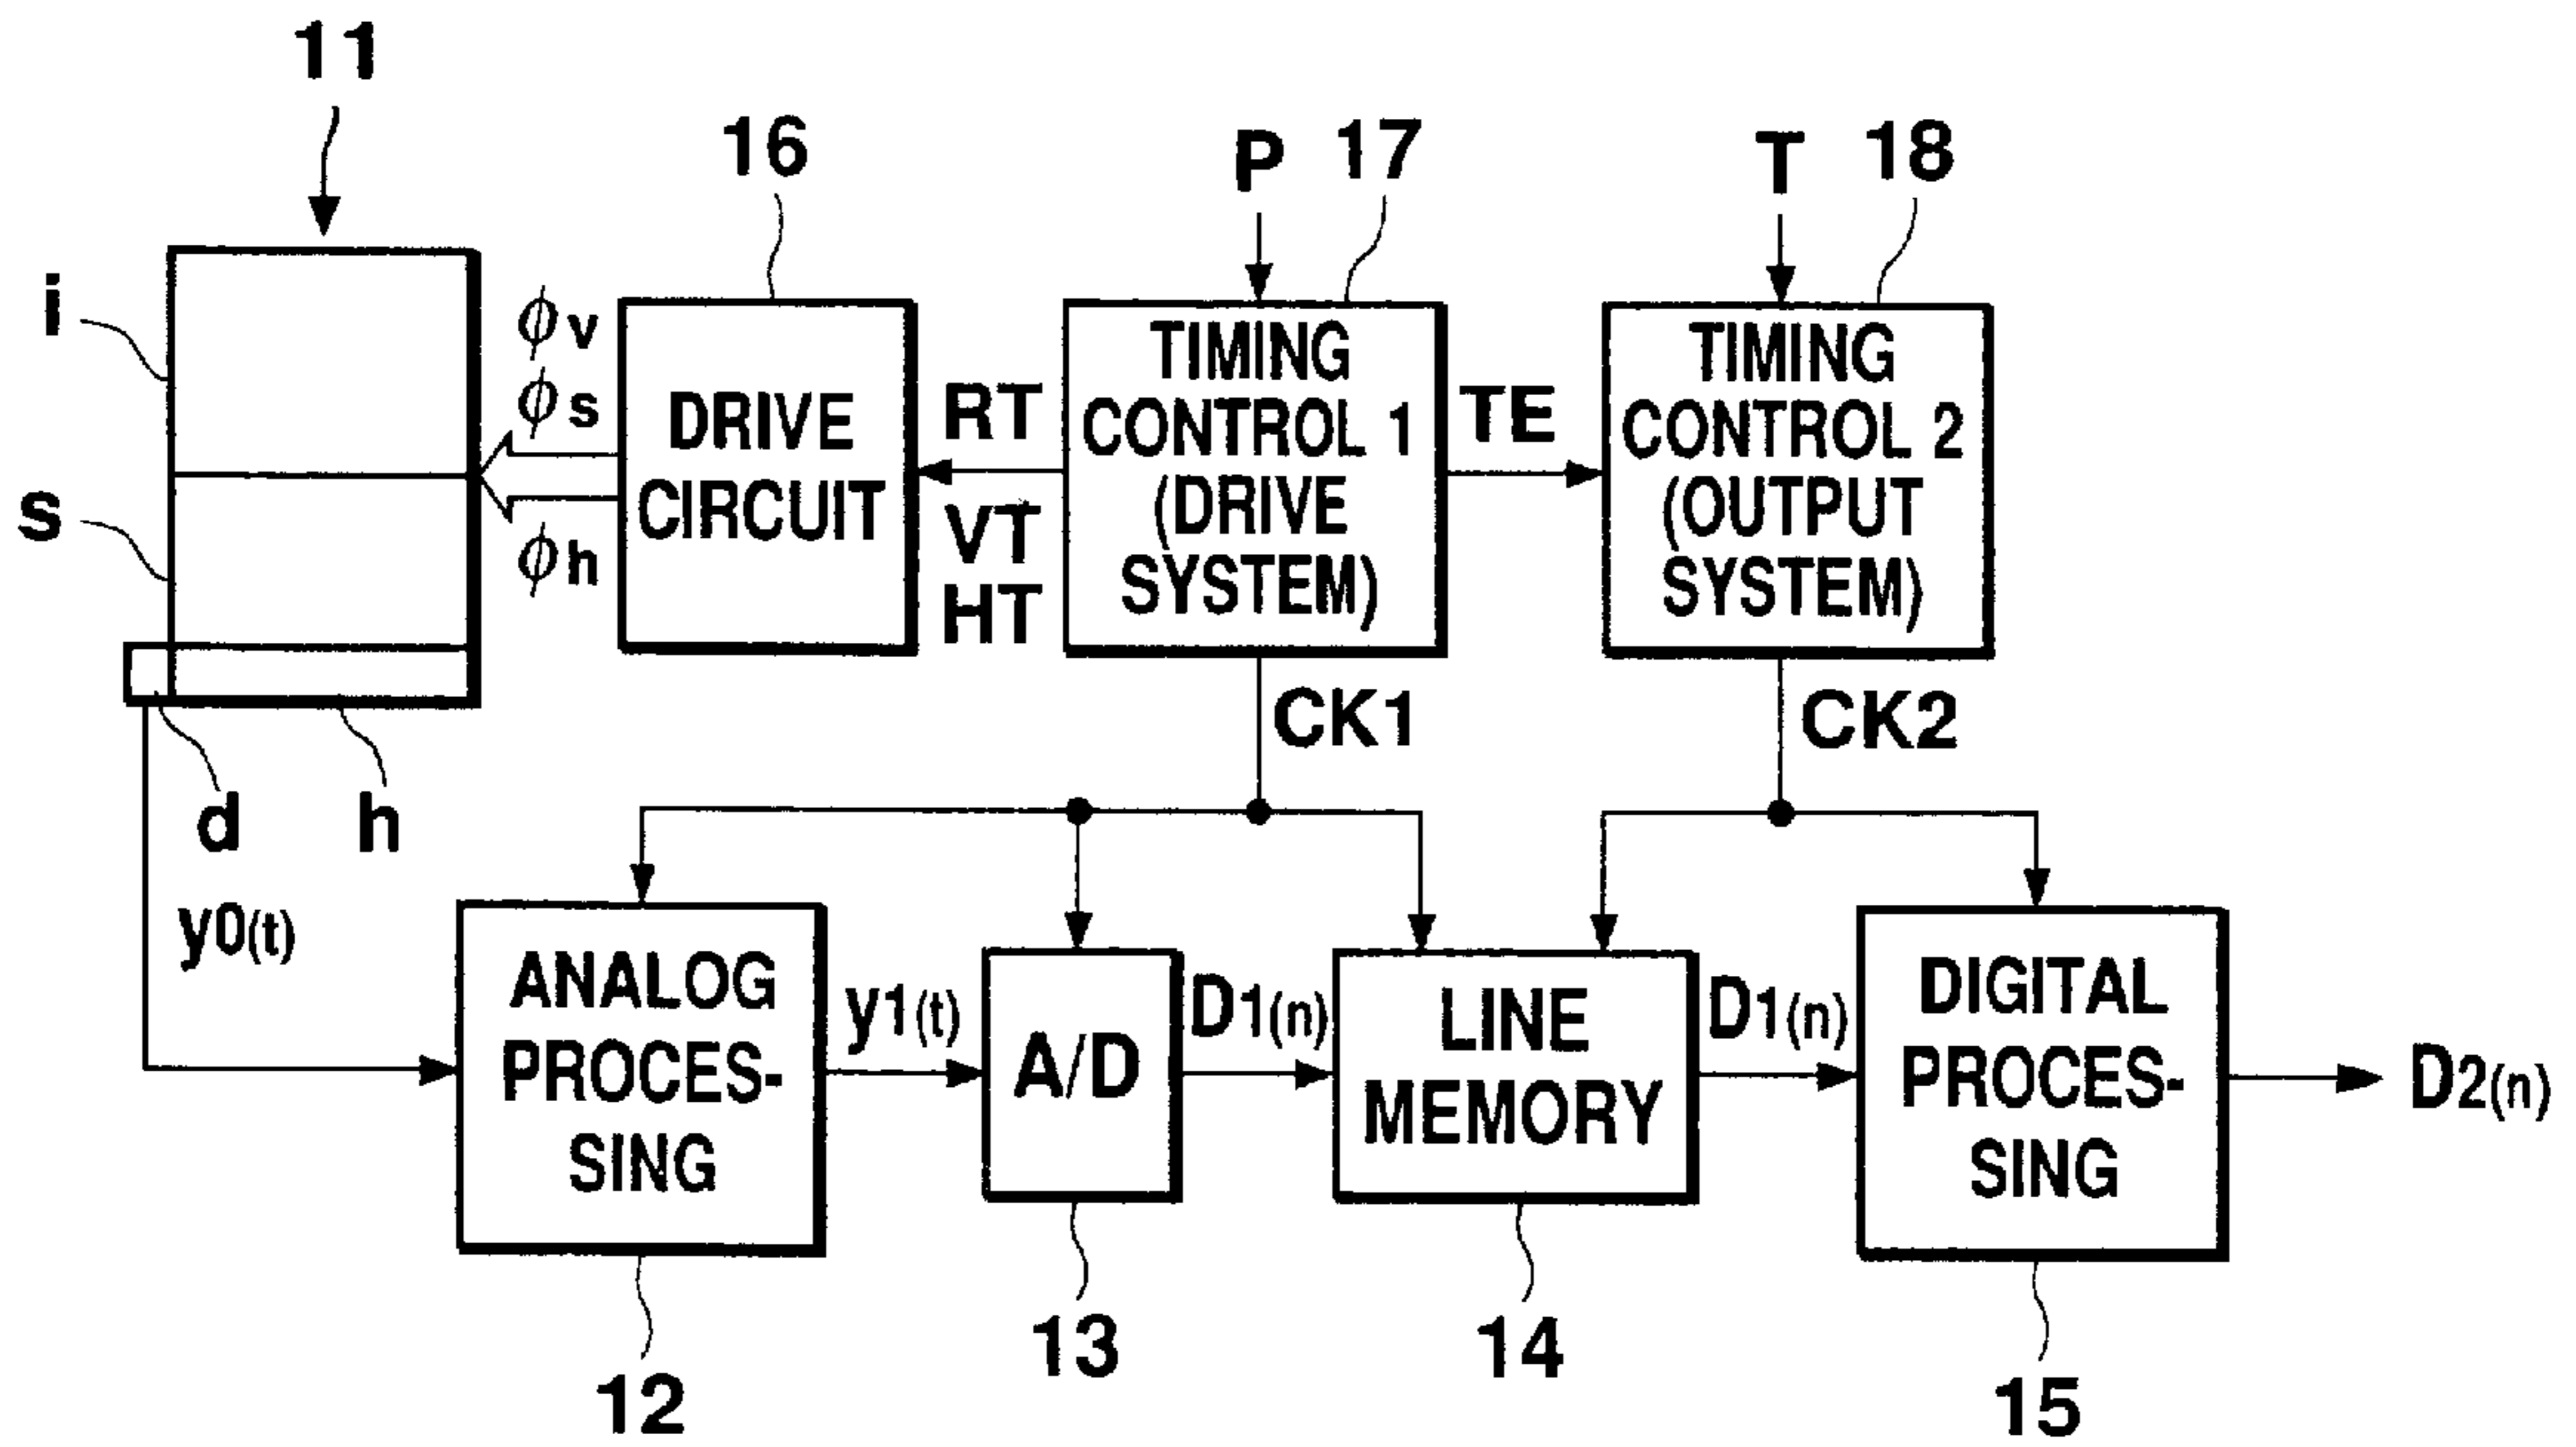 11
16
P
17
T
18
i
s
ϕv
ϕs
ϕh
DRIVE
CIRCUIT
RT
VT
HT
TIMING
CONTROL 1
(DRIVE
SYSTEM)
TE
TIMING
CONTROL 2
(OUTPUT
SYSTEM)
CK1
CK2
d
h
y0(t)
ANALOG
PROCES-
SING
y1(t)
A/D
D1(n)
LINE
MEMORY
D1(n)
DIGITAL
PROCES-
SING
D2(n)
12
13
14
15